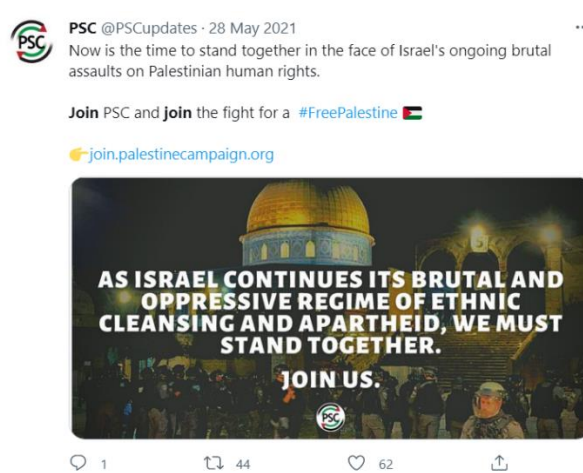 PSC @PSCupdates · 28 May 2021
Now is the time to stand together in the face of Israel's ongoing brutal
assaults on Palestinian human rights.
Join PSC and join the fight for a #FreePalestine 🇵🇸
👉join.palestinecampaign.org
AS ISRAEL CONTINUES ITS BRUTAL AND
OPPRESSIVE REGIME OF ETHNIC
CLEANSING AND APARTHEID, WE MUST
STAND TOGETHER.
JOIN US.
PSC
1 44 62